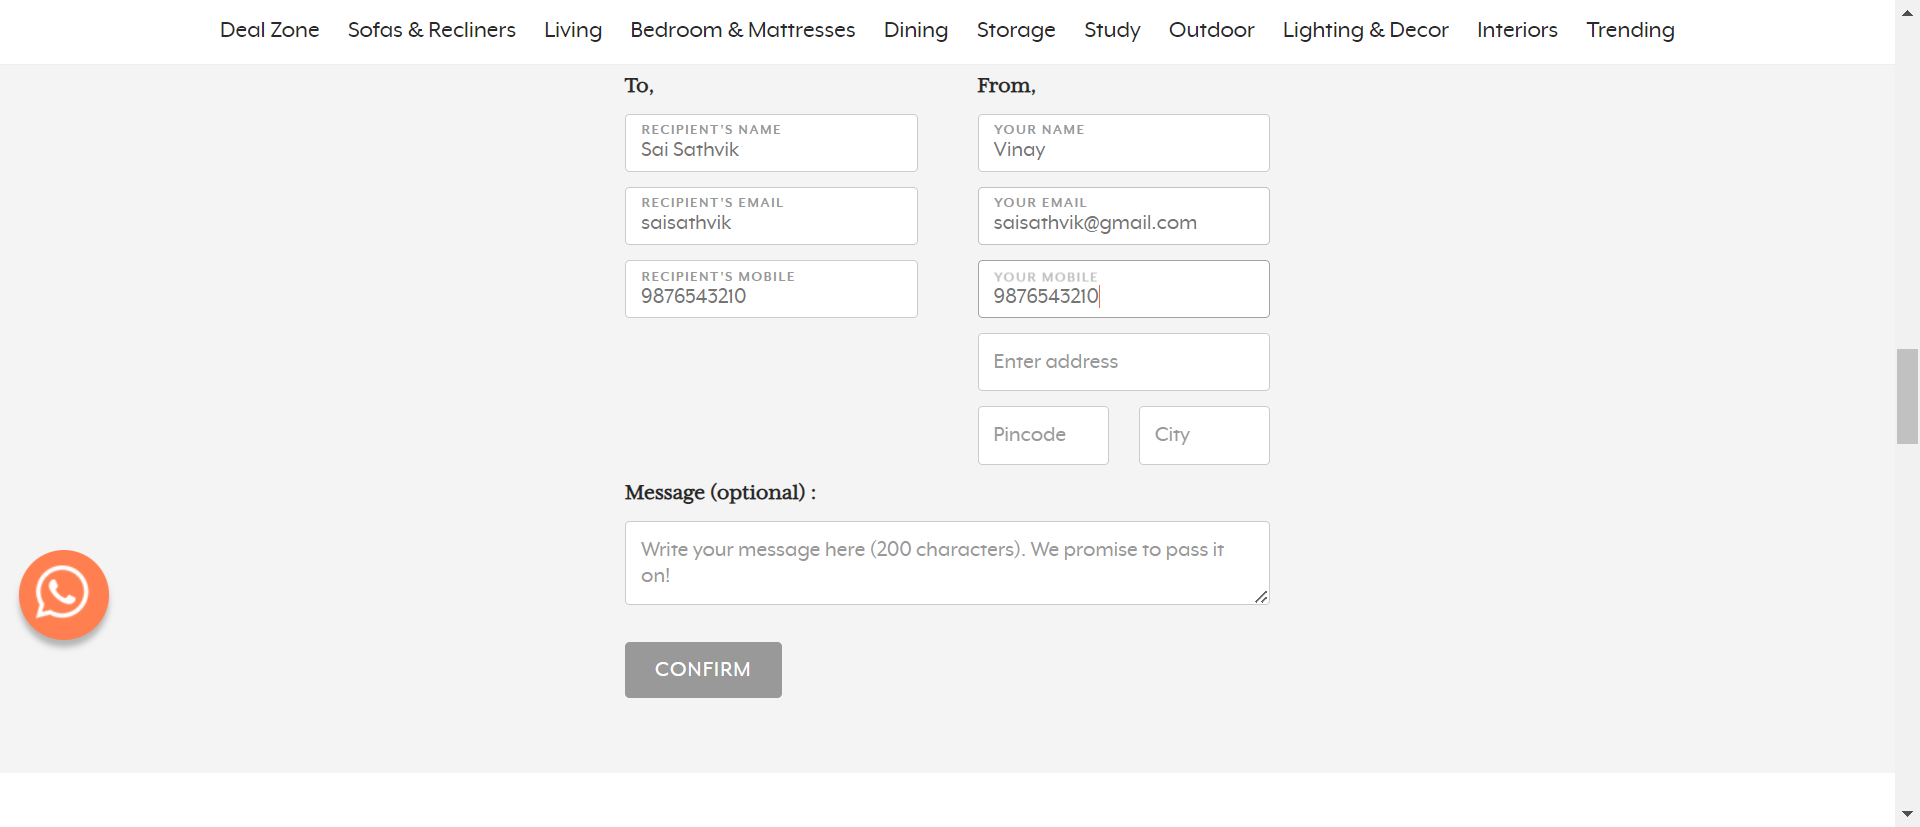 Deal Zone Sofas & Recliners Living Bedroom & Mattresses Dining Storage Study Outdoor Lighting & Decor Interiors Trending
To,
RECIPIENT'S NAME
Sai Sathvik
RECIPIENT'S EMAIL
saisathvik
RECIPIENT'S MOBILE
9876543210
From,
YOUR NAME
Vinay
YOUR EMAIL
saisathvik@gmail.com
YOUR MOBILE
9876543210
Enter address
Pincode City
Message (optional) :
Write your message here (200 characters). We promise to pass it
on!
CONFIRM